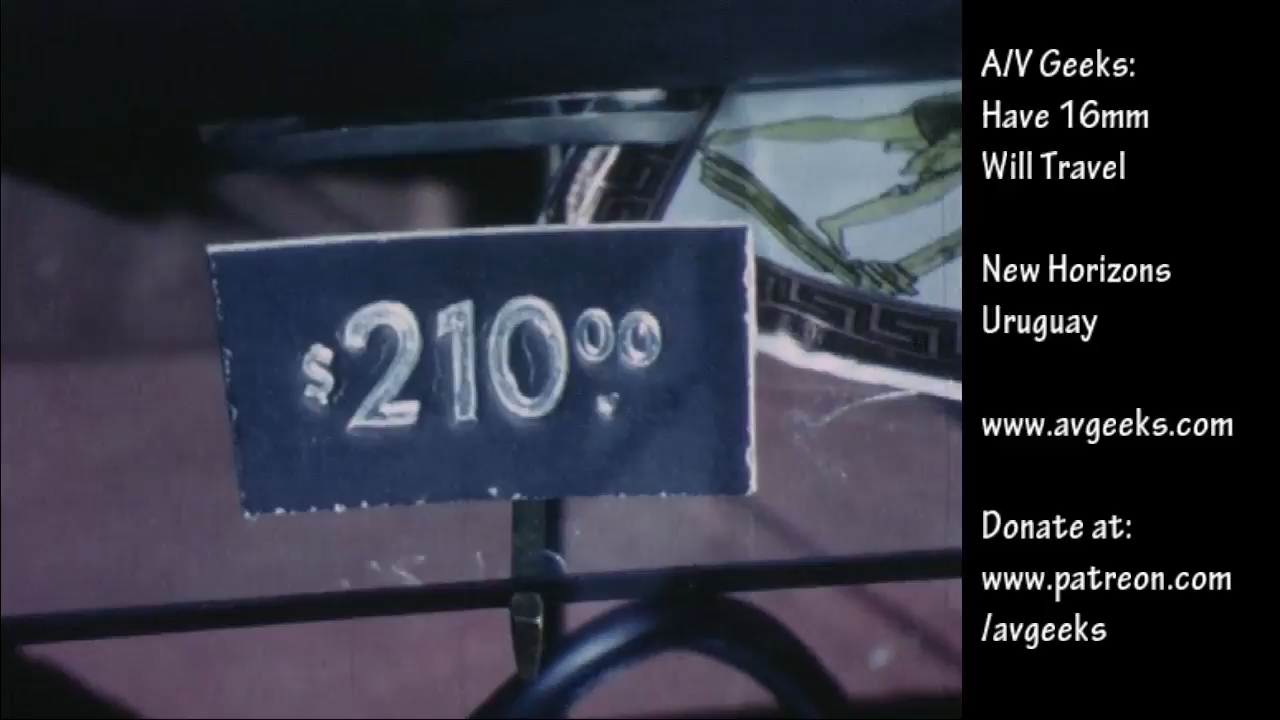 $210.00
A/V Geeks:
Have 16mm
Will Travel
New Horizons
Uruguay
www.avgeeks.com
Donate at:
www.patreon.com
/avgeeks